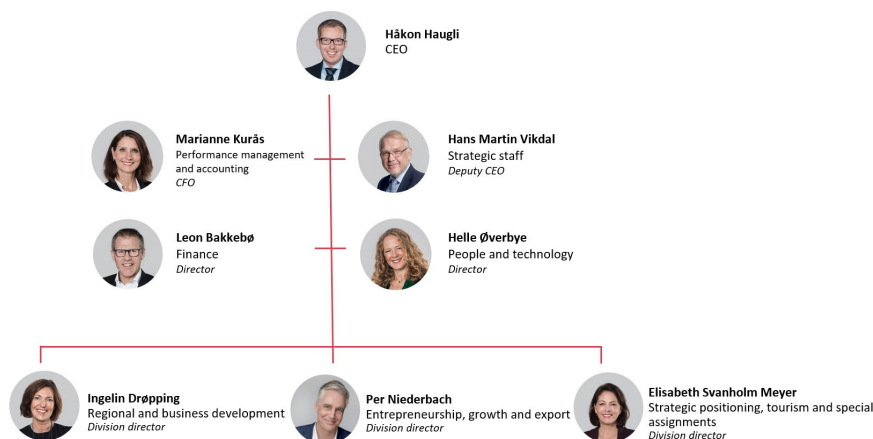 Håkon Haugli
CEO
Marianne Kurås
Performance management
and accounting
CFO
Hans Martin Vikdal
Strategic staff
Deputy CEO
Leon Bakkebø
Finance
Director
Helle Øverbye
People and technology
Director
Ingelin Drøpping
Regional and business development
Division director
Per Niederbach
Entrepreneurship, growth and export
Division director
Elisabeth Svanholm Meyer
Strategic positioning, tourism and special
assignments
Division director